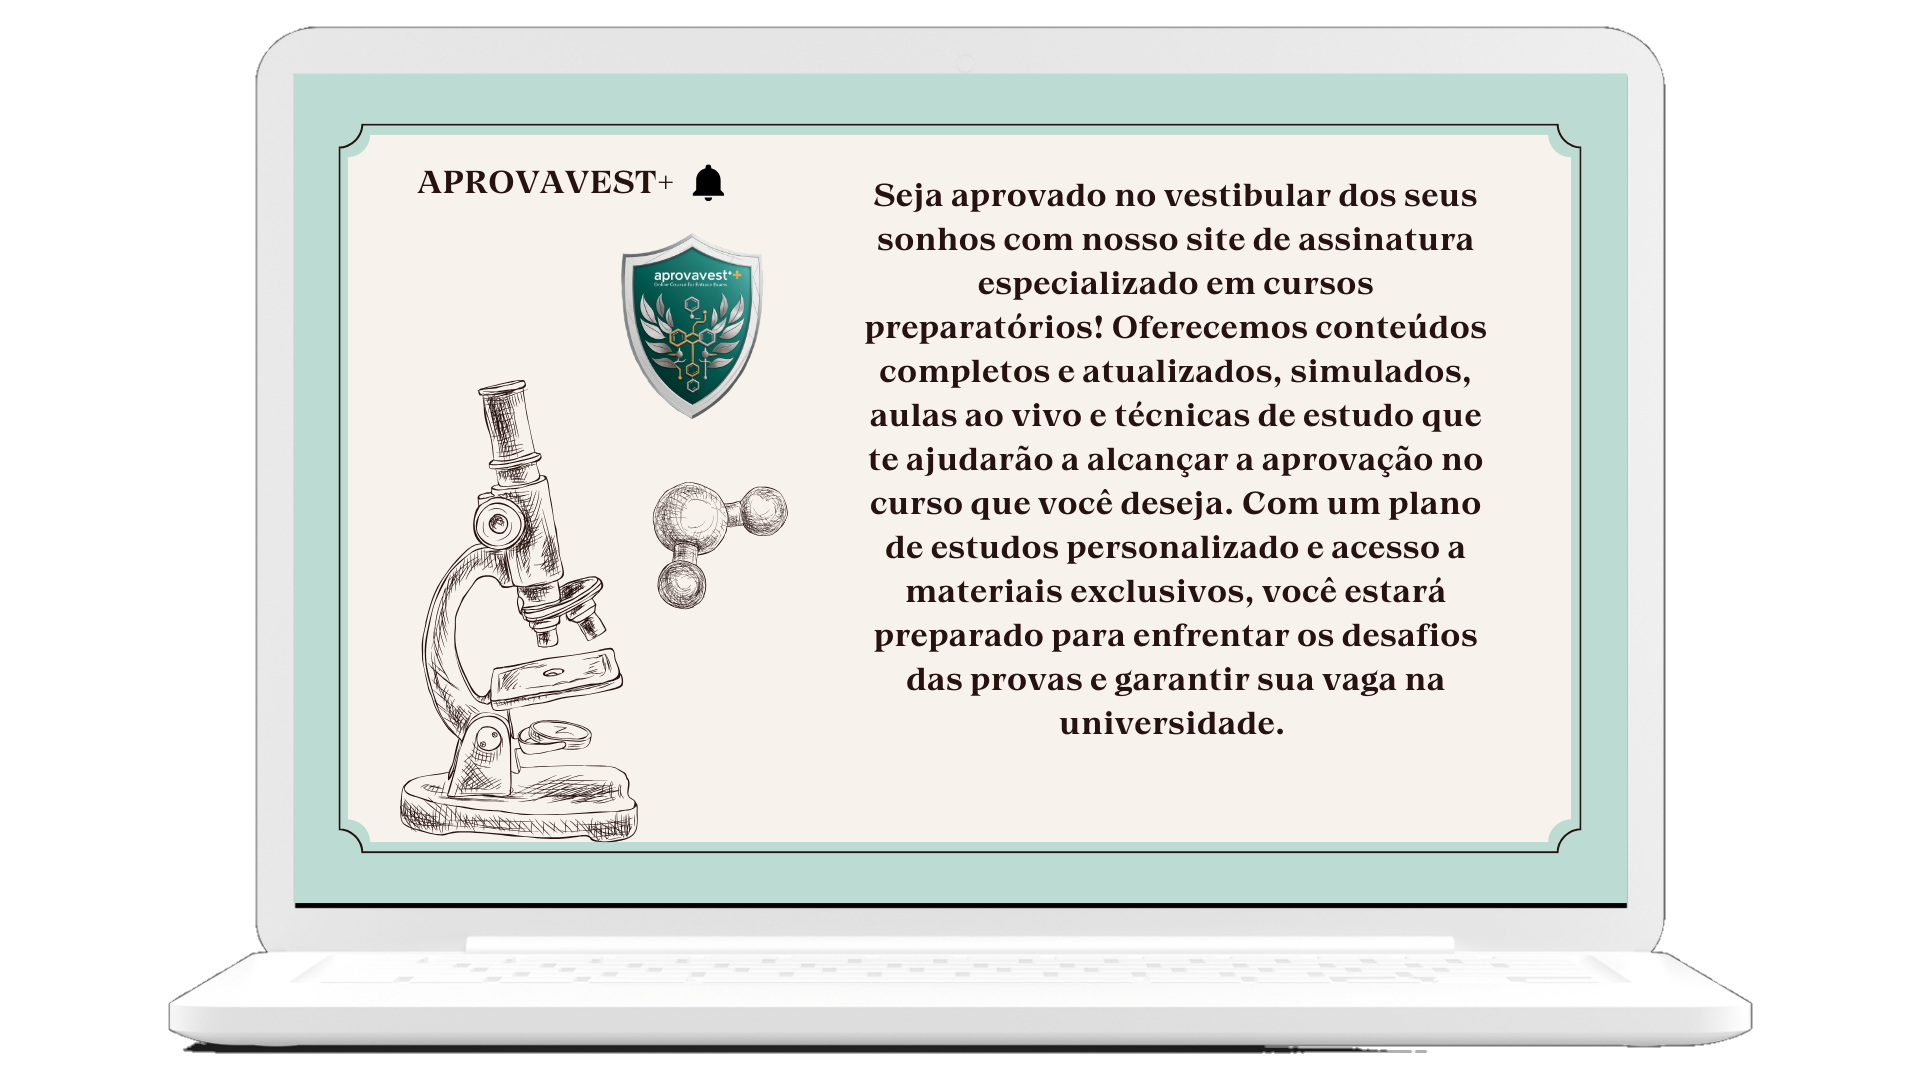 APROVAVEST+
aprovavest+
Online Course for Entrance Exams
Seja aprovado no vestibular dos seus
sonhos com nosso site de assinatura
especializado em cursos
preparatórios! Oferecemos conteúdos
completos e atualizados, simulados,
aulas ao vivo e técnicas de estudo que
te ajudarão a alcançar a aprovação no
curso que você deseja. Com um plano
de estudos personalizado e acesso a
materiais exclusivos, você estará
preparado para enfrentar os desafios
das provas e garantir sua vaga na
universidade.